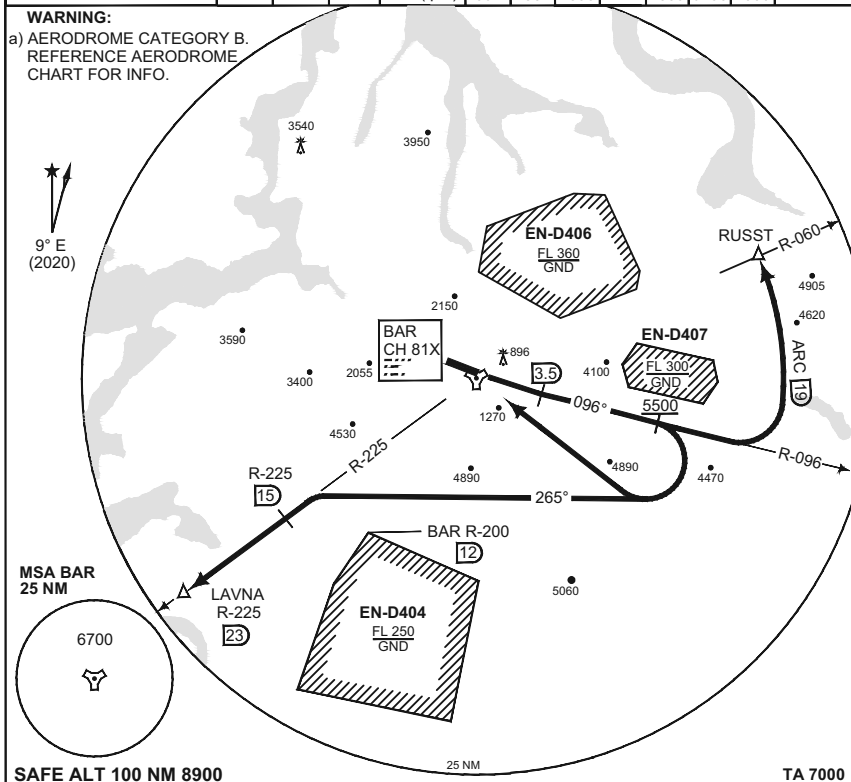 WARNING:
a) AERODROME CATEGORY B.
REFERENCE AERODROME
CHART FOR INFO.
3540
3950
9° E
(2020)
EN-D406
FL 360
GND
RUSST
R-060
4905
4620
2150
BAR
CH 81X
3590
3400
2055
896
EN-D407
FL 300
GND
4100
3.5
ARC
19
096°
5500
1270
4530
R-225
R-096
4890
4890
4470
R-225
15
265°
BAR R-200
12
MSA BAR
25 NM
LAVNA
R-225
23
EN-D404
FL 250
GND
5060
6700
25 NM
SAFE ALT 100 NM 8900
TA 7000